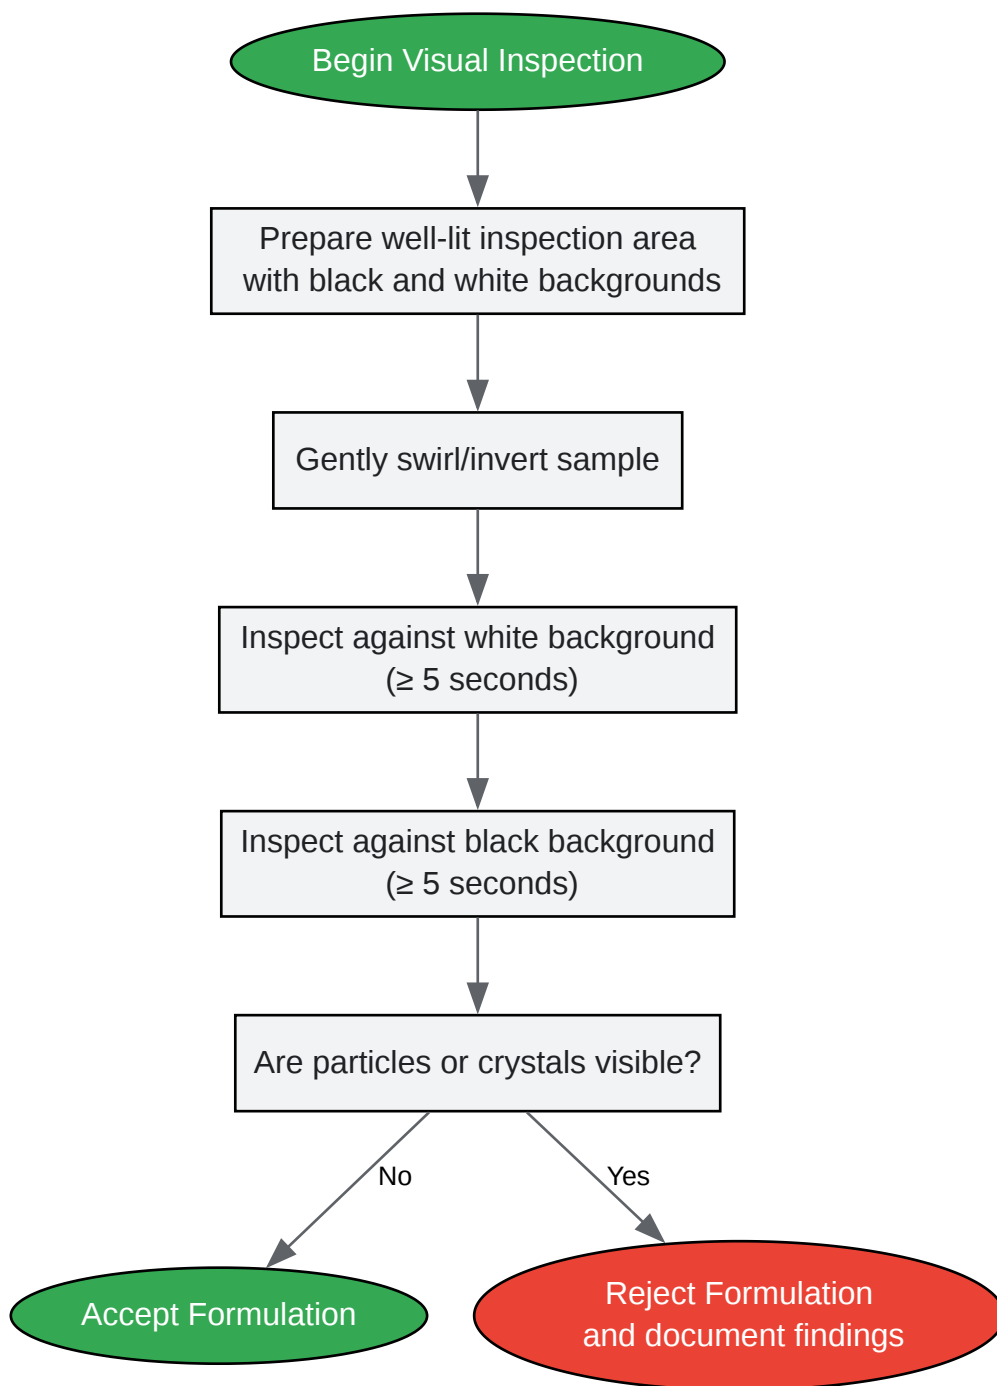 Begin Visual Inspection
Prepare well-lit inspection area
with black and white backgrounds
Gently swirl/invert sample
Inspect against white background
(≥ 5 seconds)
Inspect against black background
(≥ 5 seconds)
Are particles or crystals visible?
No
Yes
Accept Formulation
Reject Formulation
and document findings